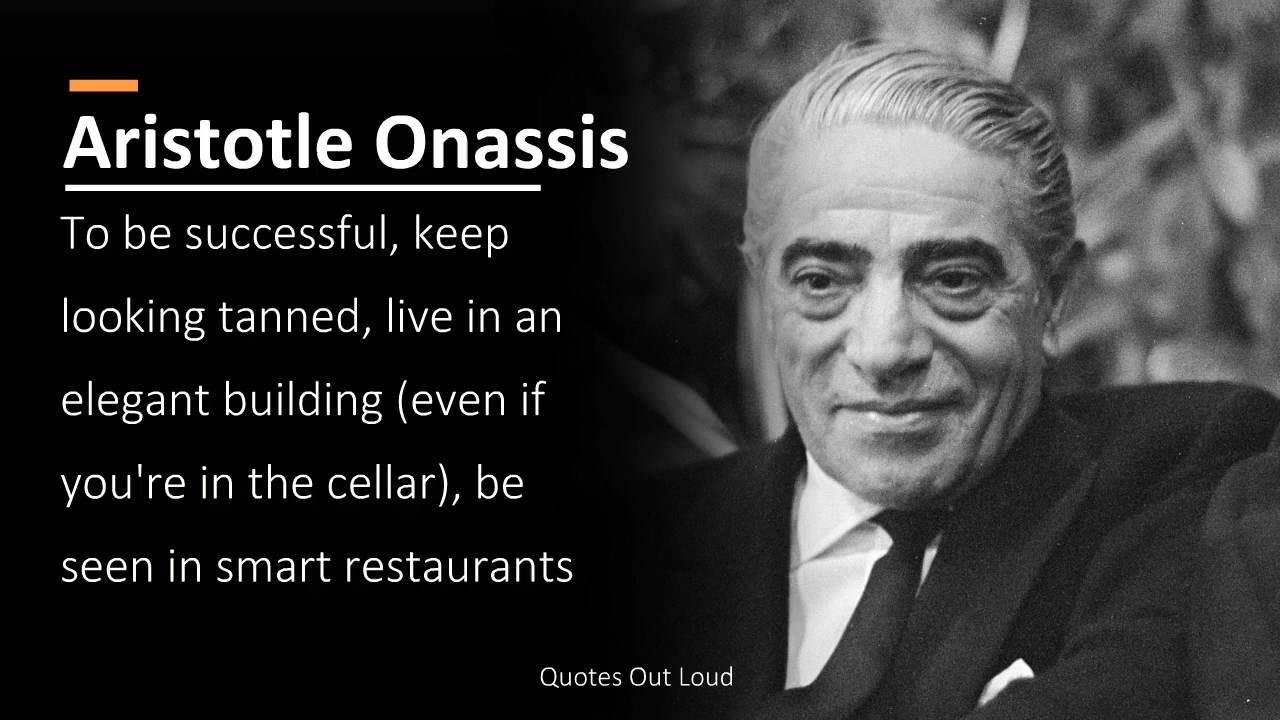 Aristotle Onassis
To be successful, keep
looking tanned, live in an
elegant building (even if
you're in the cellar), be
seen in smart restaurants
Quotes Out Loud